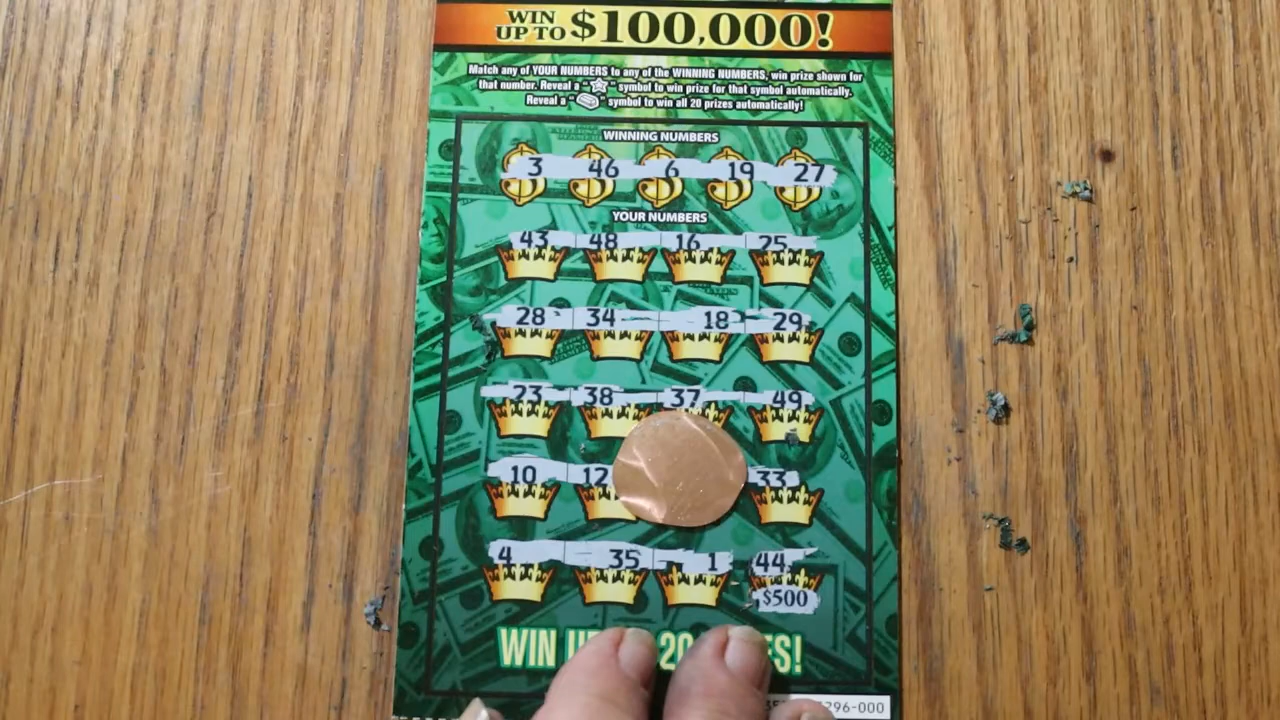 WIN UP TO $100,000!
Match any of YOUR NUMBERS to any of the WINNING NUMBERS, win prize shown for
that number. Reveal a " " symbol to win prize for that symbol automatically.
Reveal a " " symbol to win all 20 prizes automatically!
WINNING NUMBERS
3 46 6 19 27
YOUR NUMBERS
43 48 16 25
28 34 18 29
23 38 37 49
10 12 33
4 35 1 44
$500
WIN 20 !
296-000